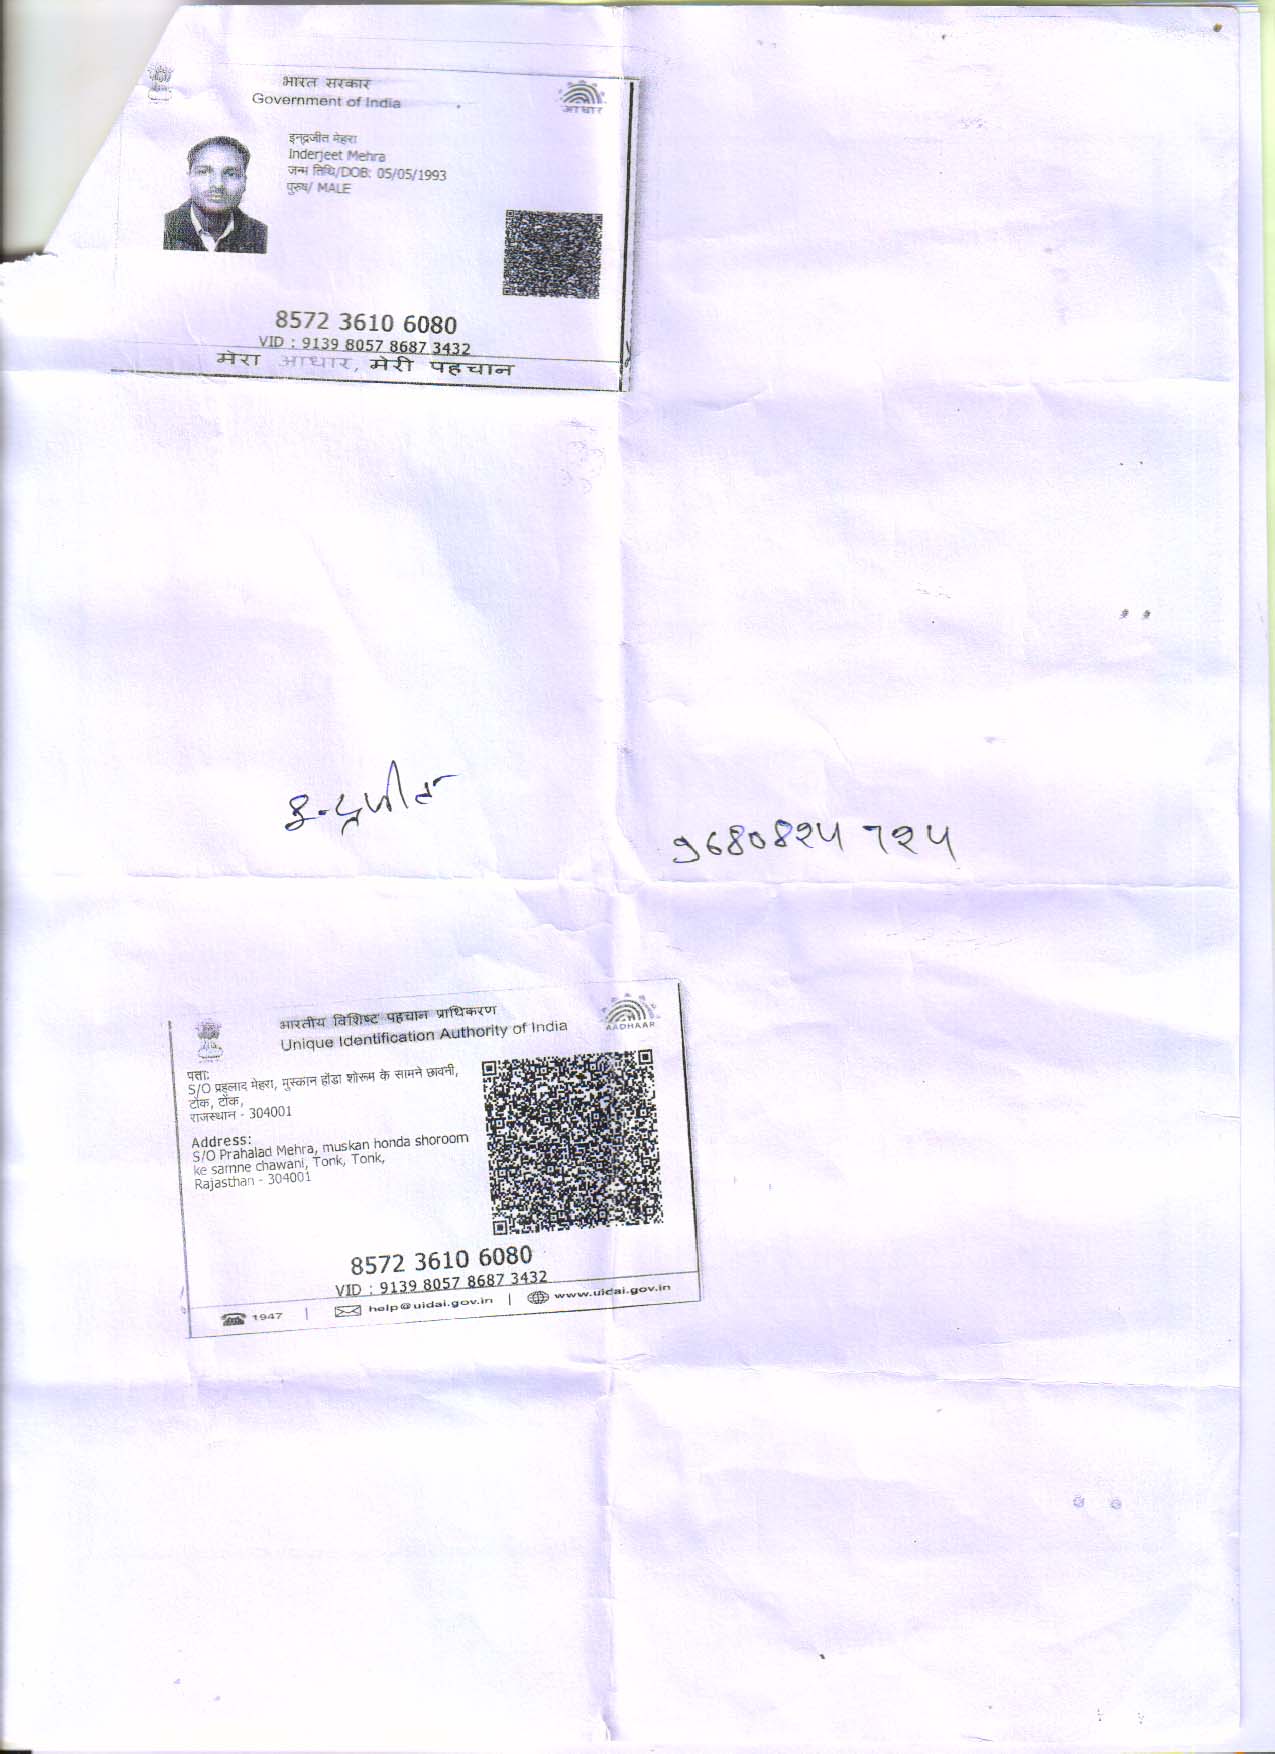 भारत सरकार
Government of India
आधार
इन्द्रजीत मेहरा
Inderjeet Mehra
जन्म तिथि/DOB: 05/05/1993
पुरुष/ MALE
8572 3610 6080
VID : 9139 8057 8687 3432
मेरा आधार, मेरी पहचान
इन्द्रजीत
9680824724
भारतीय विशिष्ट पहचान प्राधिकरण
Unique Identification Authority of India
AADHAAR
पता:
S/O प्रहलाद मेहरा, मुस्कान होंडा शोरूम के सामने छावनी,
टोंक, टोंक,
राजस्थान - 304001
Address:
S/O Prahalad Mehra, muskan honda shoroom
ke samne chawani, Tonk, Tonk,
Rajasthan - 304001
8572 3610 6080
VID : 9139 8057 8687 3432
1947 | help@uidai.gov.in | www.uidai.gov.in